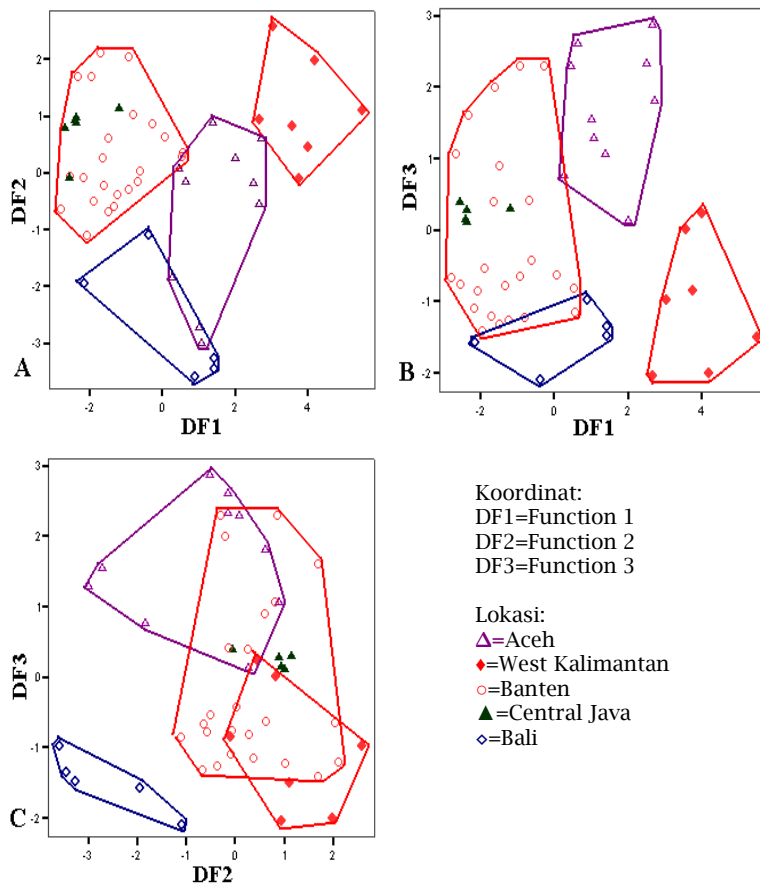 2
1
0
-1
-2
-3
DF2
A
-2
0
2
4
DF1
3
2
1
0
-1
-2
DF3
B
-2
0
2
4
DF1
3
2
1
0
-1
-2
DF3
C
-3
-2
-1
0
1
2
DF2
Koordinat:
DF1=Function 1
DF2=Function 2
DF3=Function 3
Lokasi:
=Aceh
=West Kalimantan
=Banten
=Central Java
=Bali